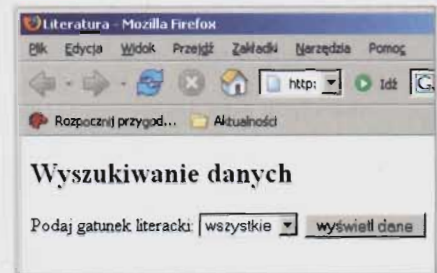 Literatura - Mozilla Firefox
Plik Edycja Widok Przejdź Zakładki Narzędzia Pomoc
http: Idź G
Rozpocznij przygod... Aktualności
Wyszukiwanie danych
Podaj gatunek literacki: wszystkie wyświetl dane